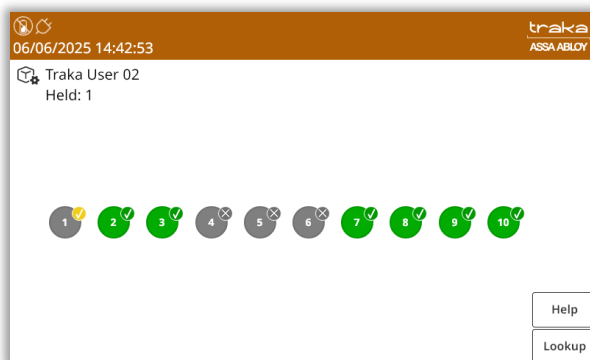 traka
06/06/2025 14:42:53
ASSA ABLOY
Traka User 02
Held: 1
1 2 3 4 5 6 7 8 9 10
Help
Lookup